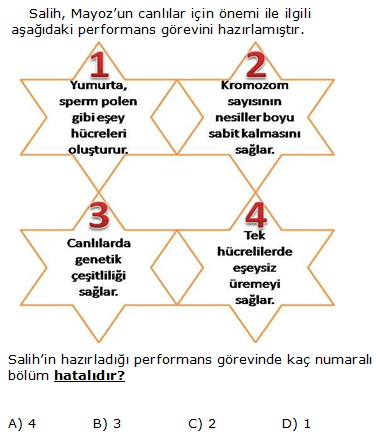 Salih, Mayoz’un canlılar için önemi ile ilgili
aşağıdaki performans görevini hazırlamıştır.
1
Yumurta,
sperm polen
gibi eşey
hücreleri
oluşturur.
2
Kromozom
sayısının
nesiller boyu
sabit kalmasını
sağlar.
3
Canlılarda
genetik
çeşitliliği
sağlar.
4
Tek
hücrelilerde
eşeysiz
üremeyi
sağlar.
Salih’in hazırladığı performans görevinde kaç numaralı
bölüm hatalıdır?
A) 4 B) 3 C) 2 D) 1